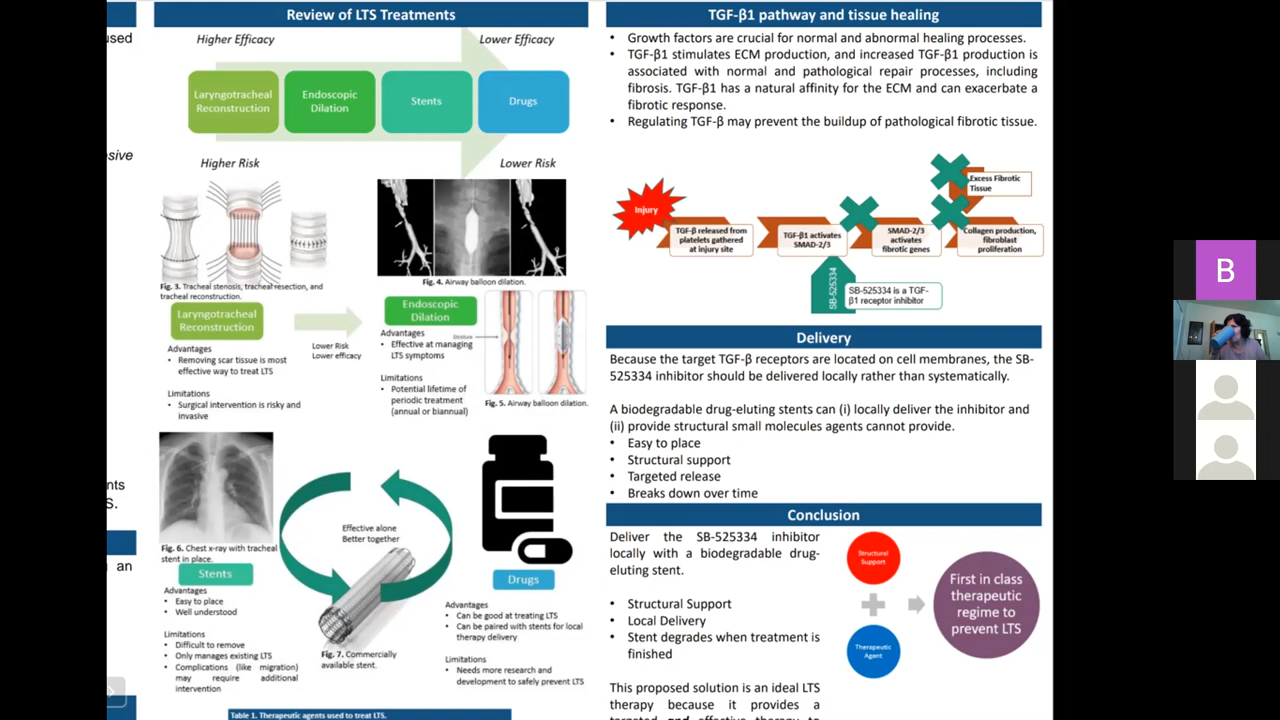 used
ensive
nts
S.
an
Review of LTS Treatments
Higher Efficacy
Lower Efficacy
Laryngotracheal
Reconstruction
Endoscopic
Dilation
Stents
Drugs
Higher Risk
Lower Risk
Fig. 3. Tracheal stenosis, tracheal resection, and
tracheal reconstruction.
Fig. 4. Airway balloon dilation.
Laryngotracheal
Reconstruction
Advantages
• Removing scar tissue is most
effective way to treat LTS
Limitations
• Surgical intervention is risky and
invasive
Lower Risk
Lower efficacy
Endoscopic
Dilation
Advantages
• Effective at managing
LTS symptoms
Limitations
• Potential lifetime of
periodic treatment
(annual or biannual)
Stricture
Fig. 5. Airway balloon dilation.
Fig. 6. Chest x-ray with tracheal
stent in place.
Stents
Advantages
• Easy to place
• Well understood
Limitations
• Difficult to remove
• Only manages existing LTS
• Complications (like migration)
may require additional
intervention
Effective alone
Better together
Fig. 7. Commercially
available stent.
Drugs
Advantages
• Can be good at treating LTS
• Can be paired with stents for local
therapy delivery
Limitations
• Needs more research and
development to safely prevent LTS
Table 1. Therapeutic agents used to treat LTS.
TGF-β1 pathway and tissue healing
• Growth factors are crucial for normal and abnormal healing processes.
• TGF-β1 stimulates ECM production, and increased TGF-β1 production is
associated with normal and pathological repair processes, including
fibrosis. TGF-β1 has a natural affinity for the ECM and can exacerbate a
fibrotic response.
• Regulating TGF-β may prevent the buildup of pathological fibrotic tissue.
Injury
TGF-β released from
platelets gathered
at injury site
TGF-β1 activates
SMAD-2/3
SMAD-2/3
activates
fibrotic genes
Collagen production,
fibroblast
proliferation
Excess Fibrotic
Tissue
SB-525334
SB-525334 is a TGF-
β1 receptor inhibitor
Delivery
Because the target TGF-β receptors are located on cell membranes, the SB-
525334 inhibitor should be delivered locally rather than systematically.
A biodegradable drug-eluting stents can (i) locally deliver the inhibitor and
(ii) provide structural small molecules agents cannot provide.
• Easy to place
• Structural support
• Targeted release
• Breaks down over time
Conclusion
Deliver the SB-525334 inhibitor
locally with a biodegradable drug-
eluting stent.
• Structural Support
• Local Delivery
• Stent degrades when treatment is
finished
This proposed solution is an ideal LTS
therapy because it provides a
targeted and effective therapy to
Structural
Support
Therapeutic
Agent
First in class
therapeutic
regime to
prevent LTS
B